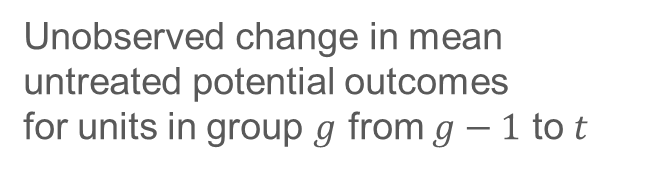 Unobserved change in mean
untreated potential outcomes
for units in group g from g − 1 to t